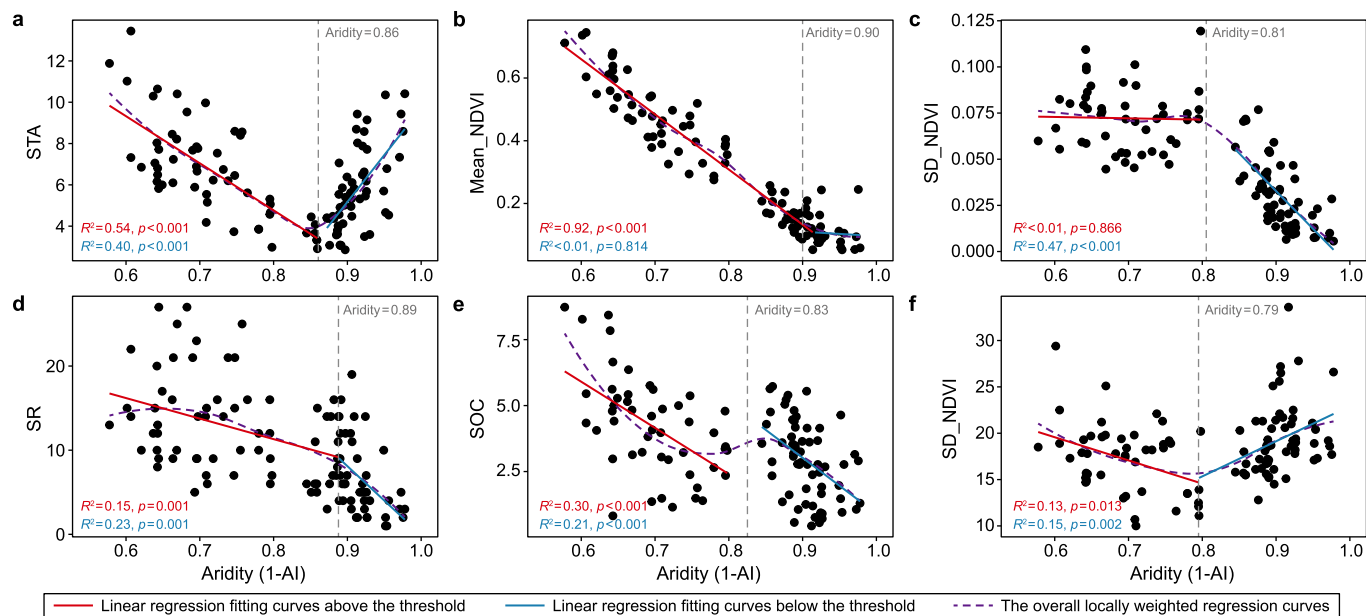 a
Aridity=0.86
STA
12
10
8
6
4
R²=0.54, p<0.001
R²=0.40, p<0.001
0.6 0.7 0.8 0.9 1.0
b
Aridity=0.90
Mean_NDVI
0.6
0.4
0.2
R²=0.92, p<0.001
R²<0.01, p=0.814
0.6 0.7 0.8 0.9 1.0
c
Aridity=0.81
SD_NDVI
0.125
0.100
0.075
0.050
0.025
0.000
R²<0.01, p=0.866
R²=0.47, p<0.001
0.6 0.7 0.8 0.9 1.0
d
Aridity=0.89
SR
20
10
0
R²=0.15, p=0.001
R²=0.23, p=0.001
0.6 0.7 0.8 0.9 1.0
Aridity (1-AI)
e
Aridity=0.83
SOC
7.5
5.0
2.5
R²=0.30, p<0.001
R²=0.21, p<0.001
0.6 0.7 0.8 0.9 1.0
Aridity (1-AI)
f
Aridity=0.79
SD_NDVI
30
25
20
15
10
R²=0.13, p=0.013
R²=0.15, p=0.002
0.6 0.7 0.8 0.9 1.0
Aridity (1-AI)
Linear regression fitting curves above the threshold
Linear regression fitting curves below the threshold
The overall locally weighted regression curves